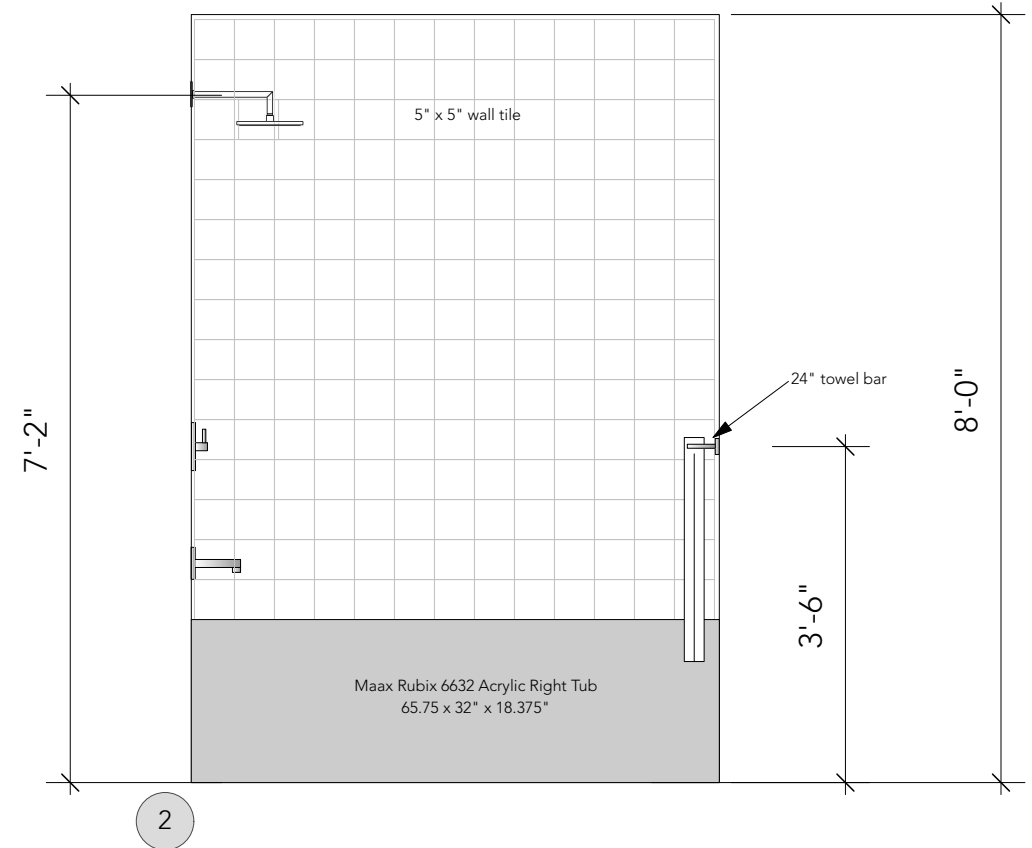 5" x 5" wall tile
24" towel bar
8'-0"
7'-2"
3'-6"
Maax Rubix 6632 Acrylic Right Tub
65.75 x 32" x 18.375"
2